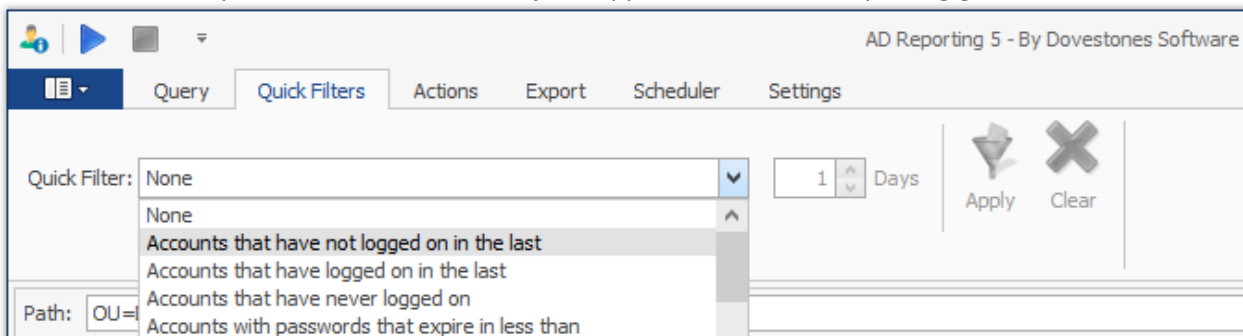 AD Reporting 5 - By Dovestones Software
Query Quick Filters Actions Export Scheduler Settings
Quick Filter: None 1 Days Apply Clear
None
Accounts that have not logged on in the last
Accounts that have logged on in the last
Accounts that have never logged on
Path: OU=
Accounts with passwords that expire in less than